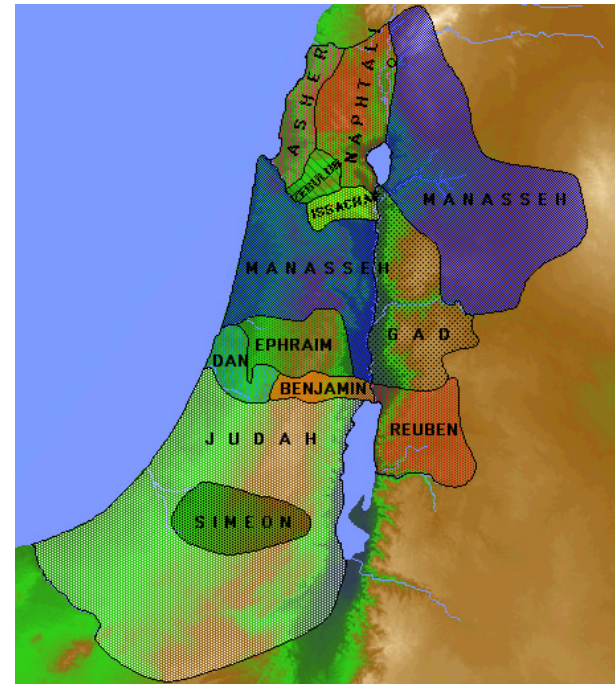 ASHER
NAPHTALI
ZEBULUN
ISSACHAR
MANASSEH
MANASSEH
GAD
EPHRAIM
DAN
BENJAMIN
REUBEN
JUDAH
SIMEON